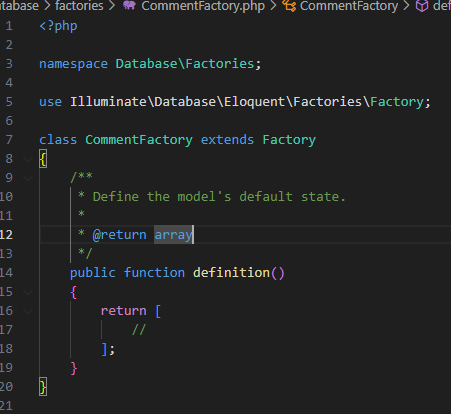 atabase > factories > CommentFactory.php > CommentFactory > def
1 <?php
2
3 namespace Database\Factories;
4
5 use Illuminate\Database\Eloquent\Factories\Factory;
6
7 class CommentFactory extends Factory
8 {
9     /**
10      * Define the model's default state.
11      *
12      * @return array
13      */
14     public function definition()
15     {
16         return [
17             //
18         ];
19     }
20 }
21